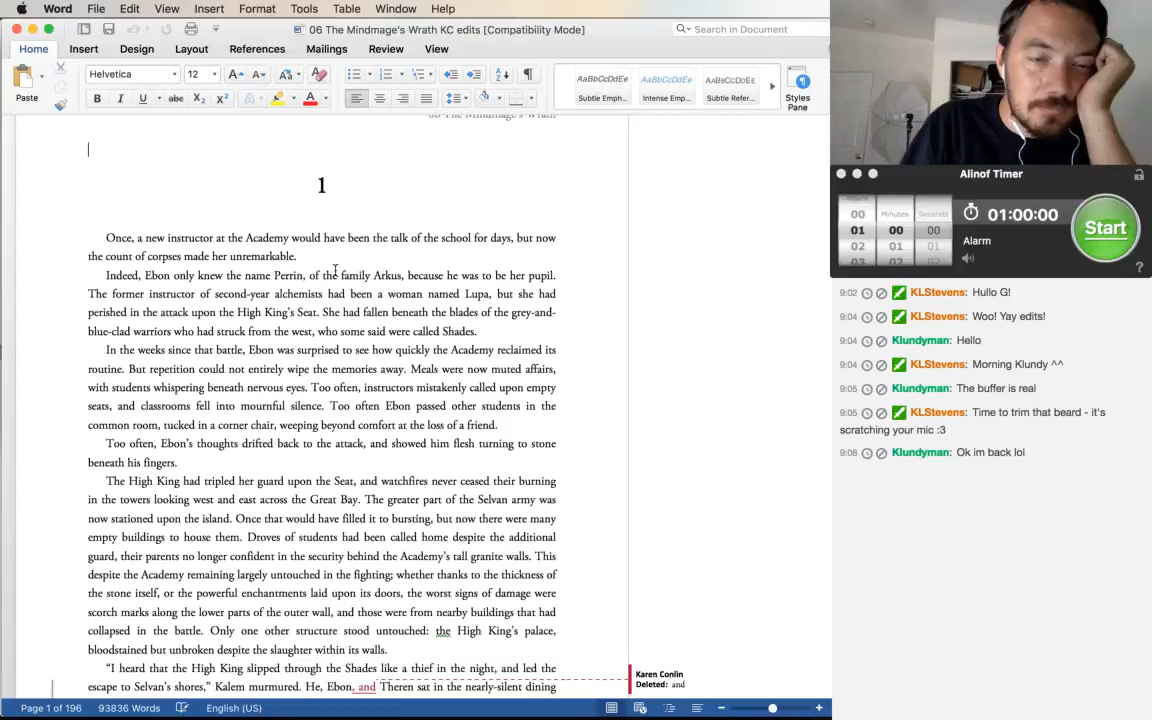 Word File Edit View Insert Format Tools Table Window Help
06 The Mindmage's Wrath KC edits [Compatibility Mode]
Search in Document
Home Insert Design Layout References Mailings Review View
Paste
Helvetica 12
AaBbCcDdEe AaBbCcDdEe AaBbCcDdEe
Subtle Emph... Intense Emp... Subtle Refer...
Styles
Pane
06 The Mindmage's Wrath
1
Once, a new instructor at the Academy would have been the talk of the school for days, but now
the count of corpses made her unremarkable.
Indeed, Ebon only knew the name Perrin, of the family Arkus, because he was to be her pupil.
The former instructor of second-year alchemists had been a woman named Lupa, but she had
perished in the attack upon the High King's Seat. She had fallen beneath the blades of the grey-and-
blue-clad warriors who had struck from the west, who some said were called Shades.
In the weeks since that battle, Ebon was surprised to see how quickly the Academy reclaimed its
routine. But repetition could not entirely wipe the memories away. Meals were now muted affairs,
with students whispering beneath nervous eyes. Too often, instructors mistakenly called upon empty
seats, and classrooms fell into mournful silence. Too often Ebon passed other students in the
common room, tucked in a corner chair, weeping beyond comfort at the loss of a friend.
Too often, Ebon's thoughts drifted back to the attack, and showed him flesh turning to stone
beneath his fingers.
The High King had tripled her guard upon the Seat, and watchfires never ceased their burning
in the towers looking west and east across the Great Bay. The greater part of the Selvan army was
now stationed upon the island. Once that would have filled it to bursting, but now there were many
empty buildings to house them. Droves of students had been called home despite the additional
guard, their parents no longer confident in the security behind the Academy's tall granite walls. This
despite the Academy remaining largely untouched in the fighting; whether thanks to the thickness of
the stone itself, or the powerful enchantments laid upon its doors, the worst signs of damage were
scorch marks along the lower parts of the outer wall, and those were from nearby buildings that had
collapsed in the battle. Only one other structure stood untouched: the High King's palace,
bloodstained but unbroken despite the slaughter within its walls.
"I heard that the High King slipped through the Shades like a thief in the night, and led the
escape to Selvan's shores," Kalem murmured. He, Ebon, and Theren sat in the nearly-silent dining
Karen Conlin
Deleted: and
Page 1 of 196 93836 Words English (US)
Alinof Timer
Minutes Seconds
00
01 00 00
02 01 01
03 02 02
01:00:00
Alarm
Start
?
9:02 KLStevens: Hullo G!
9:04 KLStevens: Woo! Yay edits!
9:04 Klundyman: Hello
9:04 KLStevens: Morning Klundy ^^
9:05 Klundyman: The buffer is real
9:05 KLStevens: Time to trim that beard - it's
scratching your mic :3
9:08 Klundyman: Ok im back lol